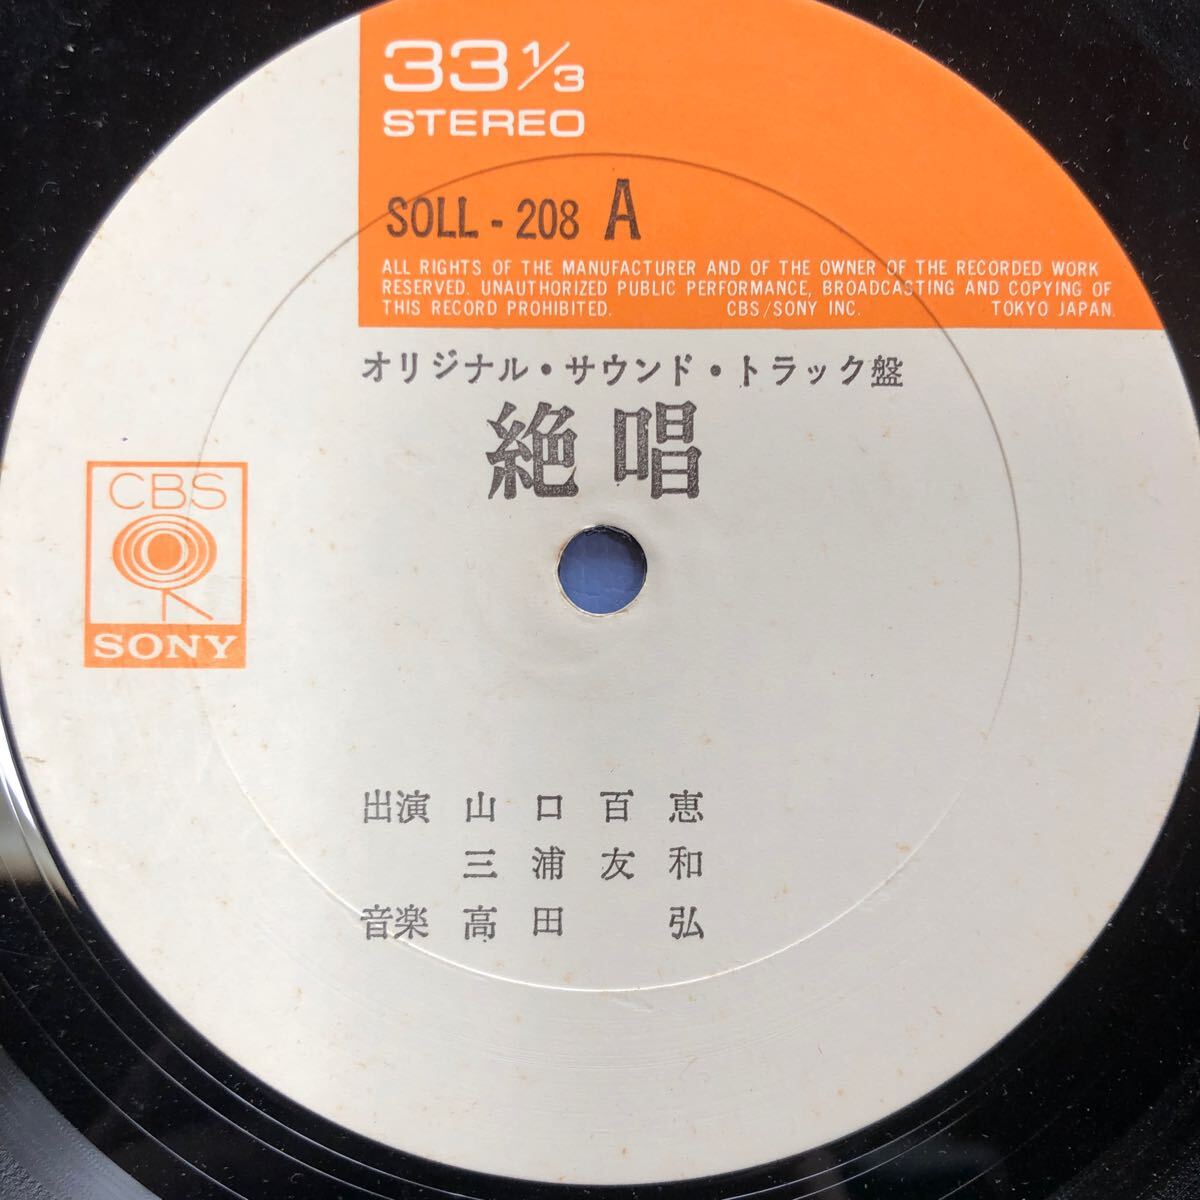 33 1/3
STEREO
SOLL - 208 A
ALL RIGHTS OF THE MANUFACTURER AND OF THE OWNER OF THE RECORDED WORK
RESERVED. UNAUTHORIZED PUBLIC PERFORMANCE, BROADCASTING AND COPYING OF
THIS RECORD PROHIBITED. CBS/SONY INC. TOKYO JAPAN.
オリジナル・サウンド・トラック盤
絶唱
CBS
SONY
出演 山口百恵
三浦友和
音楽 高田 弘